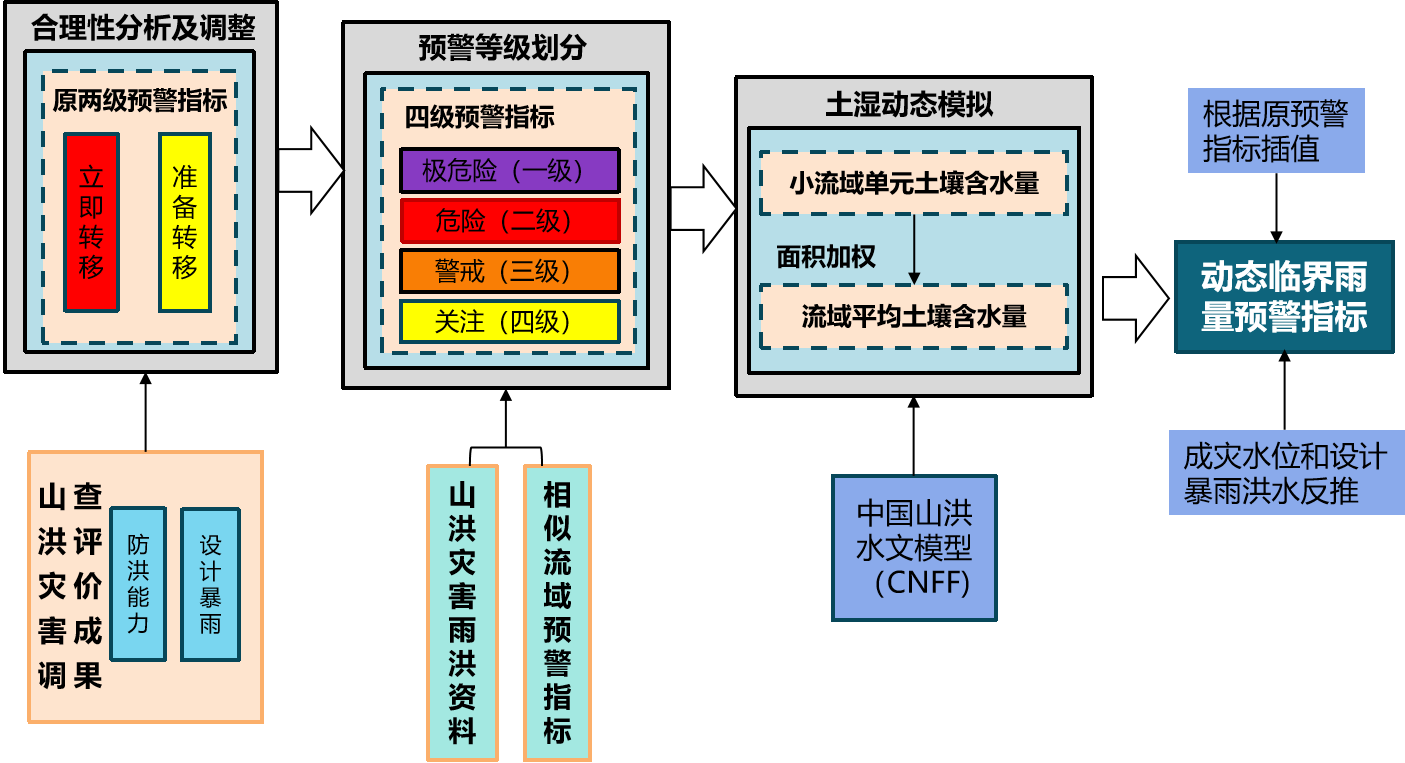 合理性分析及调整
原两级预警指标
立即转移
准备转移
山洪灾害调
查评价成果
防洪能力
设计暴雨
预警等级划分
四级预警指标
极危险（一级）
危险（二级）
警戒（三级）
关注（四级）
山洪灾害雨洪资料
相似流域预警指标
土湿动态模拟
小流域单元土壤含水量
面积加权
流域平均土壤含水量
中国山洪
水文模型
（CNFF)
根据原预警
指标插值
动态临界雨
量预警指标
成灾水位和设计
暴雨洪水反推